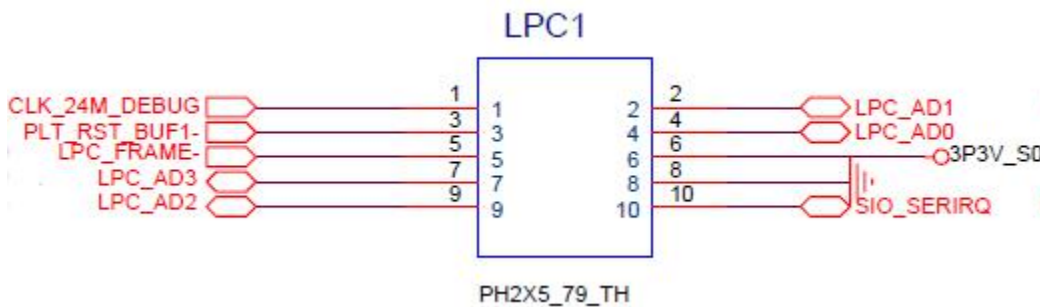 LPC1
CLK_24M_DEBUG 1 1 2 2 LPC_AD1
PLT_RST_BUF1- 3 3 4 4 LPC_AD0
LPC_FRAME- 5 5 6 6 3P3V_S0
LPC_AD3 7 7 8 8
LPC_AD2 9 9 10 10 SIO_SERIRQ
PH2X5_79_TH